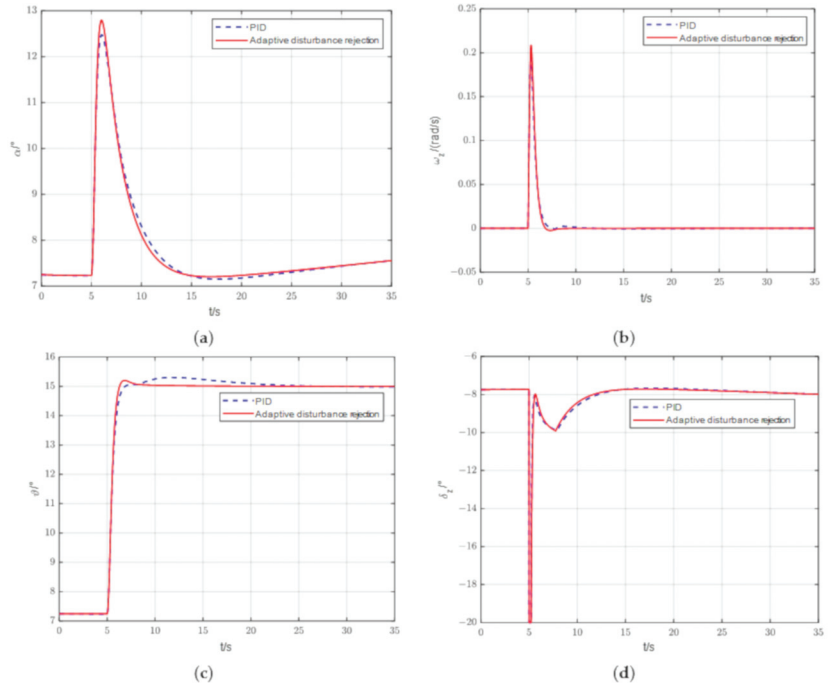 13
12
11
10
9
8
7
α/°
PID
Adaptive disturbance rejection
0 5 10 15 20 25 30 35
t/s
(a)
0.25
0.2
0.15
0.1
0.05
0
−0.05
ω_z/(rad/s)
PID
Adaptive disturbance rejection
0 5 10 15 20 25 30 35
t/s
(b)
16
15
14
13
12
11
10
9
8
7
ϑ/°
PID
Adaptive disturbance rejection
0 5 10 15 20 25 30 35
t/s
(c)
−6
−8
−10
−12
−14
−16
−18
−20
δ_z/°
PID
Adaptive disturbance rejection
0 5 10 15 20 25 30 35
t/s
(d)